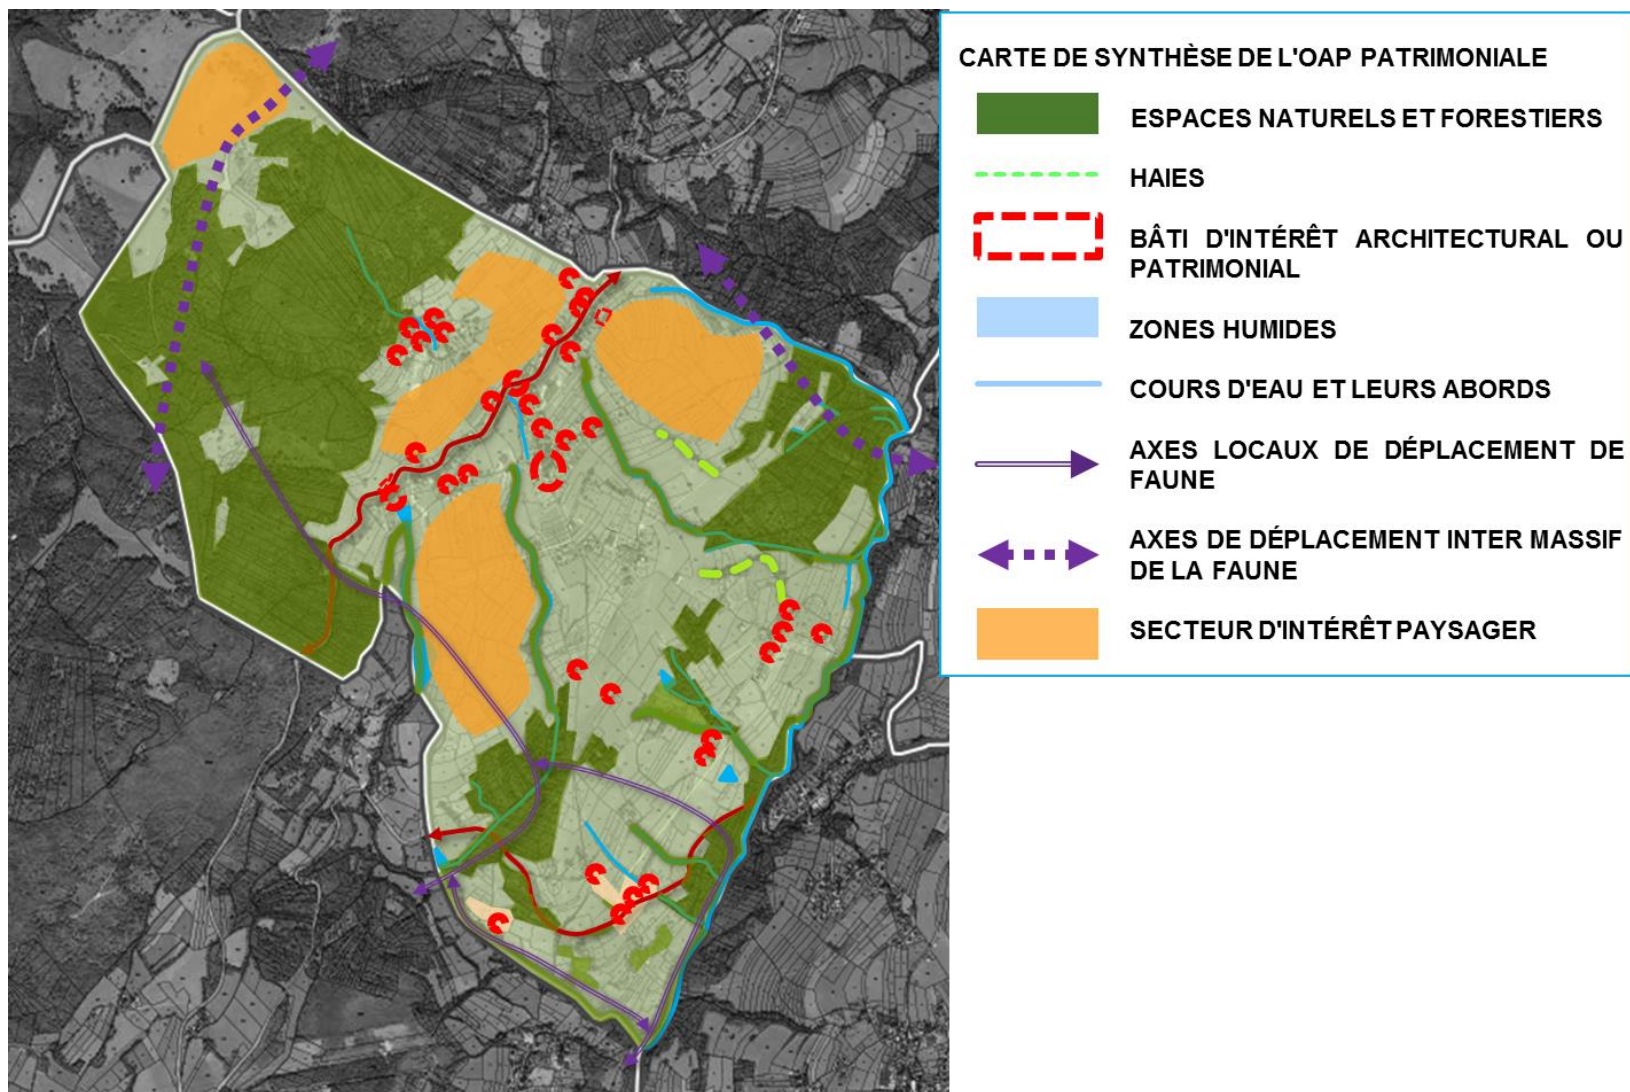 CARTE DE SYNTHÈSE DE L'OAP PATRIMONIALE
ESPACES NATURELS ET FORESTIERS
HAIES
BÂTI D'INTÉRÊT ARCHITECTURAL OU
PATRIMONIAL
ZONES HUMIDES
COURS D'EAU ET LEURS ABORDS
AXES LOCAUX DE DÉPLACEMENT DE
FAUNE
AXES DE DÉPLACEMENT INTER MASSIF
DE LA FAUNE
SECTEUR D'INTÉRÊT PAYSAGER